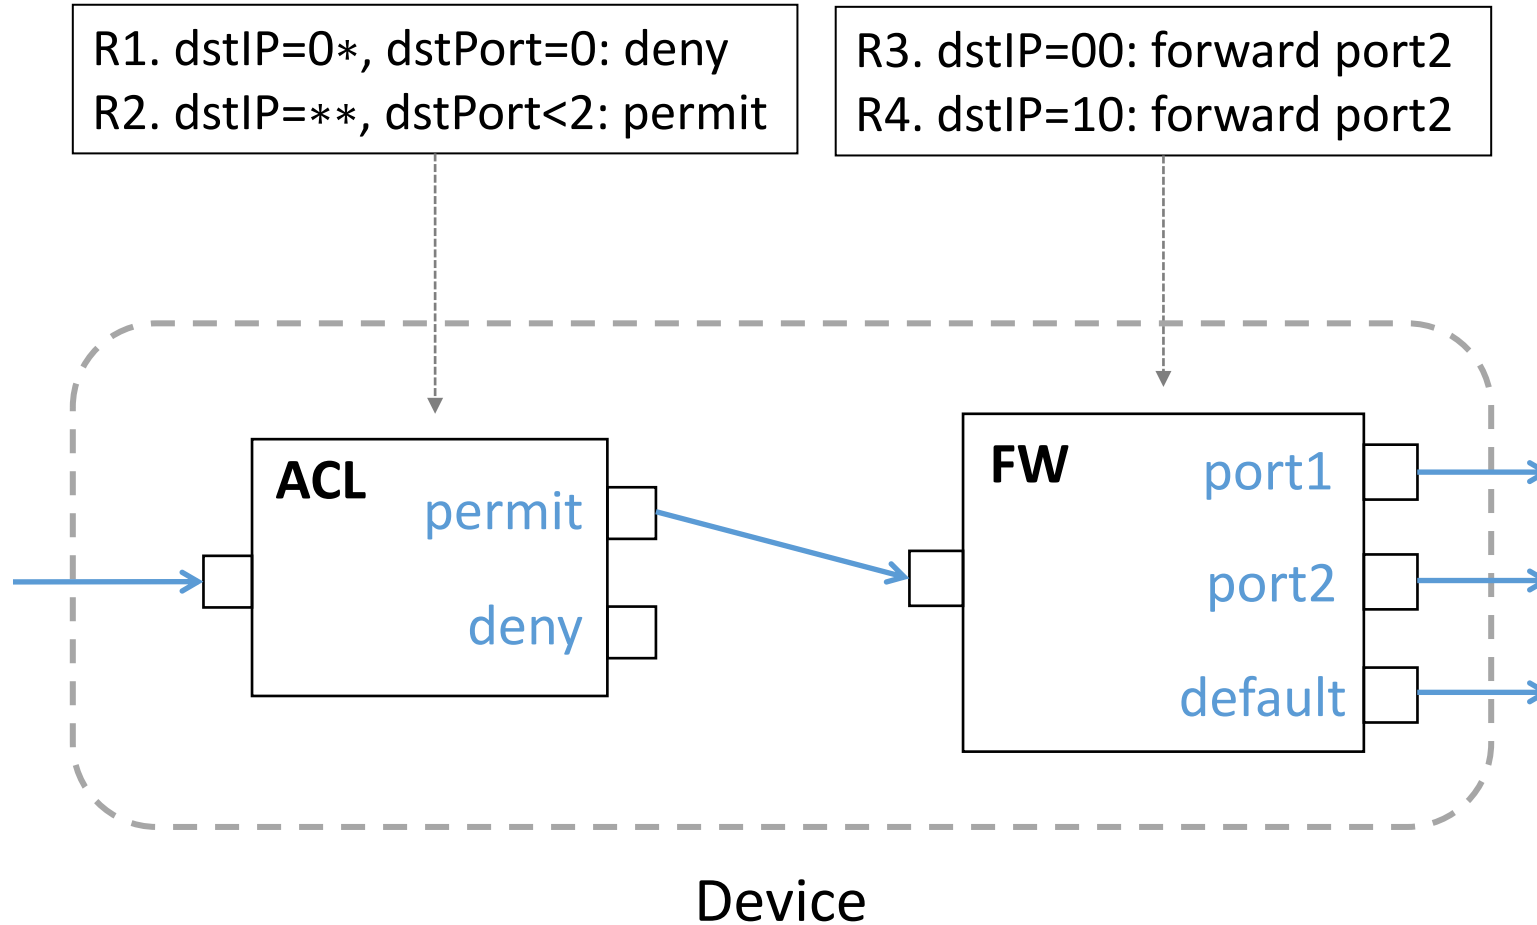 R1. dstIP=0*, dstPort=0: deny
R2. dstIP=**, dstPort<2: permit
R3. dstIP=00: forward port2
R4. dstIP=10: forward port2
ACL
permit
deny
FW
port1
port2
default
Device